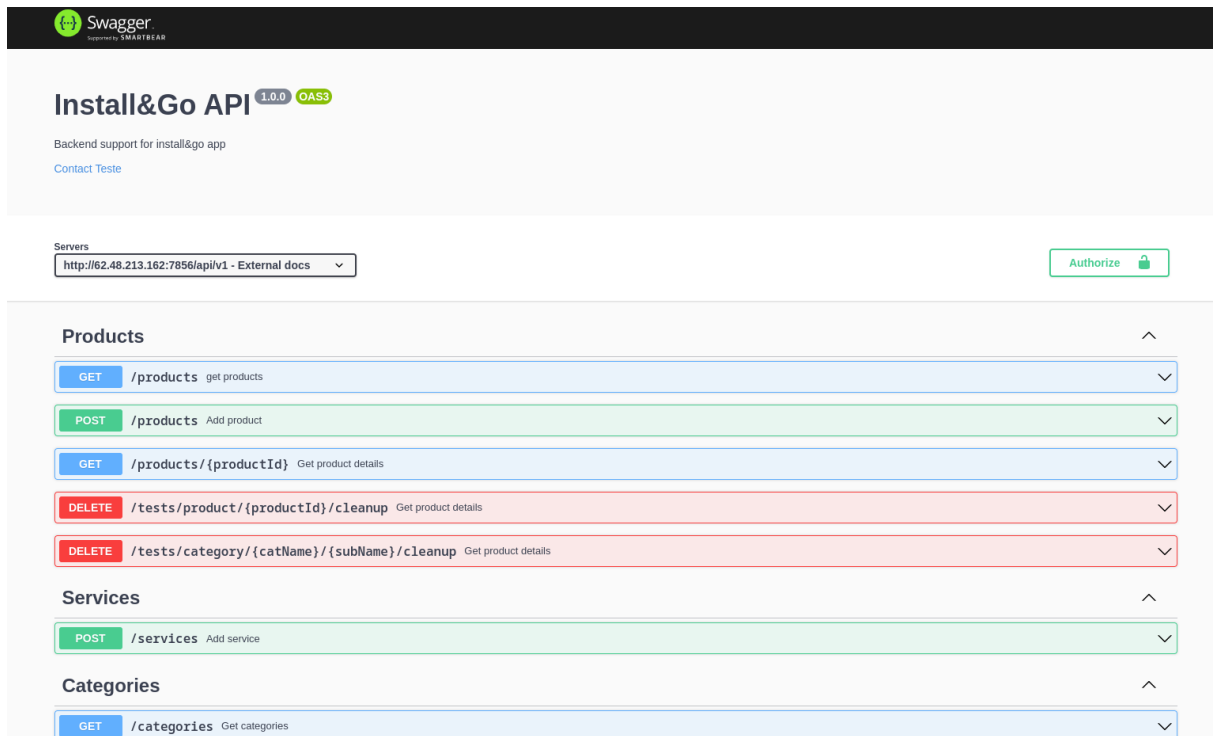 Swagger.
Supported by SMARTBEAR
Install&Go API 1.0.0 OAS3
Backend support for install&go app
Contact Teste
Servers
http://62.48.213.162:7856/api/v1 - External docs
Authorize
Products
GET /products get products
POST /products Add product
GET /products/{productId} Get product details
DELETE /tests/product/{productId}/cleanup Get product details
DELETE /tests/category/{catName}/{subName}/cleanup Get product details
Services
POST /services Add service
Categories
GET /categories Get categories